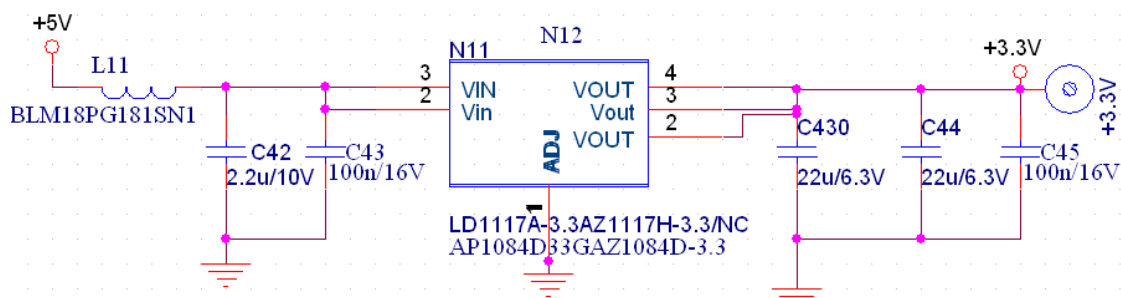 +5V
L11
BLM18PG181SN1
C42
2.2u/10V
C43
100n/16V
N11
N12
3
2
VIN
Vin
VOUT
Vout
VOUT
ADJ
4
3
2
1
LD1117A-3.3AZ1117H-3.3/NC
AP1084D33GAZ1084D-3.3
C430
22u/6.3V
C44
22u/6.3V
+3.3V
C45
100n/16V
+3.3V